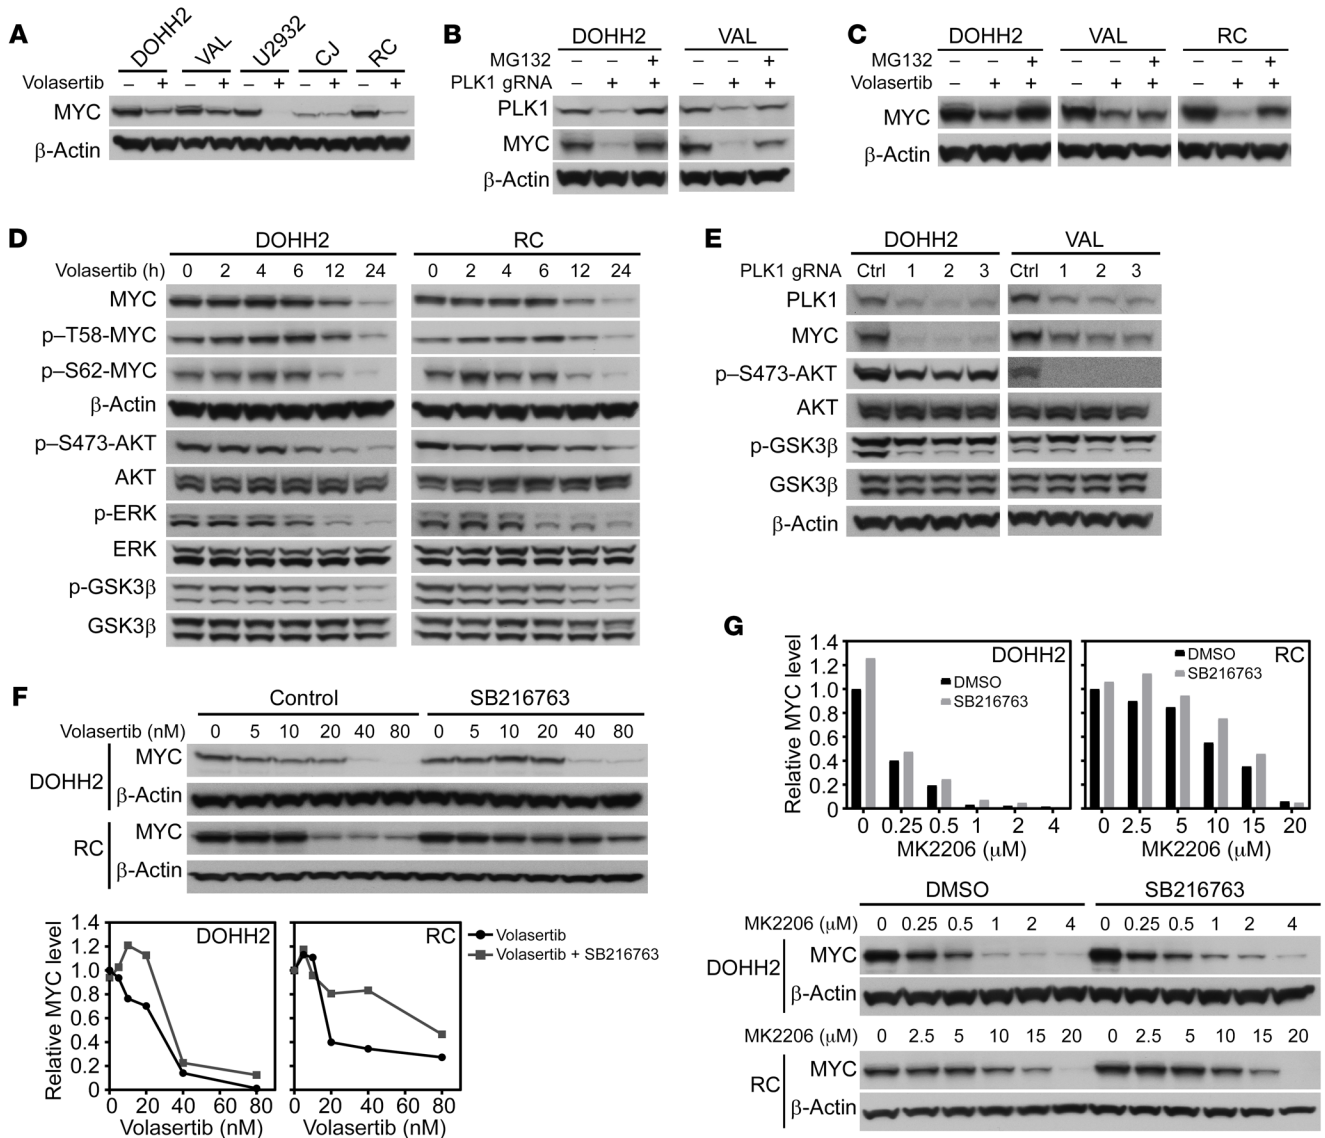 A
DOHH2 VAL U2932 CJ RC
Volasertib – + – + – + – + – +
MYC
β-Actin
B
DOHH2 VAL
MG132 – – + – – +
PLK1 gRNA – + + – + +
PLK1
MYC
β-Actin
C
DOHH2 VAL RC
MG132 – – + – – + – – +
Volasertib – + + – + + – + +
MYC
β-Actin
D
DOHH2 RC
Volasertib (h) 0 2 4 6 12 24 0 2 4 6 12 24
MYC
p–T58-MYC
p–S62-MYC
β-Actin
p–S473-AKT
AKT
p-ERK
ERK
p-GSK3β
GSK3β
E
DOHH2 VAL
PLK1 gRNA Ctrl 1 2 3 Ctrl 1 2 3
PLK1
MYC
p–S473-AKT
AKT
p-GSK3β
GSK3β
β-Actin
F
Control SB216763
Volasertib (nM) 0 5 10 20 40 80 0 5 10 20 40 80
DOHH2
MYC
β-Actin
RC
MYC
β-Actin
Relative MYC level
1.4
1.2
1.0
0.8
0.6
0.4
0.2
0
DOHH2
0 20 40 60 80
Volasertib (nM)
RC
0 20 40 60 80
Volasertib (nM)
Volasertib
Volasertib + SB216763
G
Relative MYC level
1.4
1.2
1.0
0.8
0.6
0.4
0.2
0
DOHH2
DMSO
SB216763
0 0.25 0.5 1 2 4
MK2206 (μM)
RC
DMSO
SB216763
0 2.5 5 10 15 20
MK2206 (μM)
DMSO SB216763
MK2206 (μM) 0 0.25 0.5 1 2 4 0 0.25 0.5 1 2 4
DOHH2
MYC
β-Actin
MK2206 (μM) 0 2.5 5 10 15 20 0 2.5 5 10 15 20
RC
MYC
β-Actin